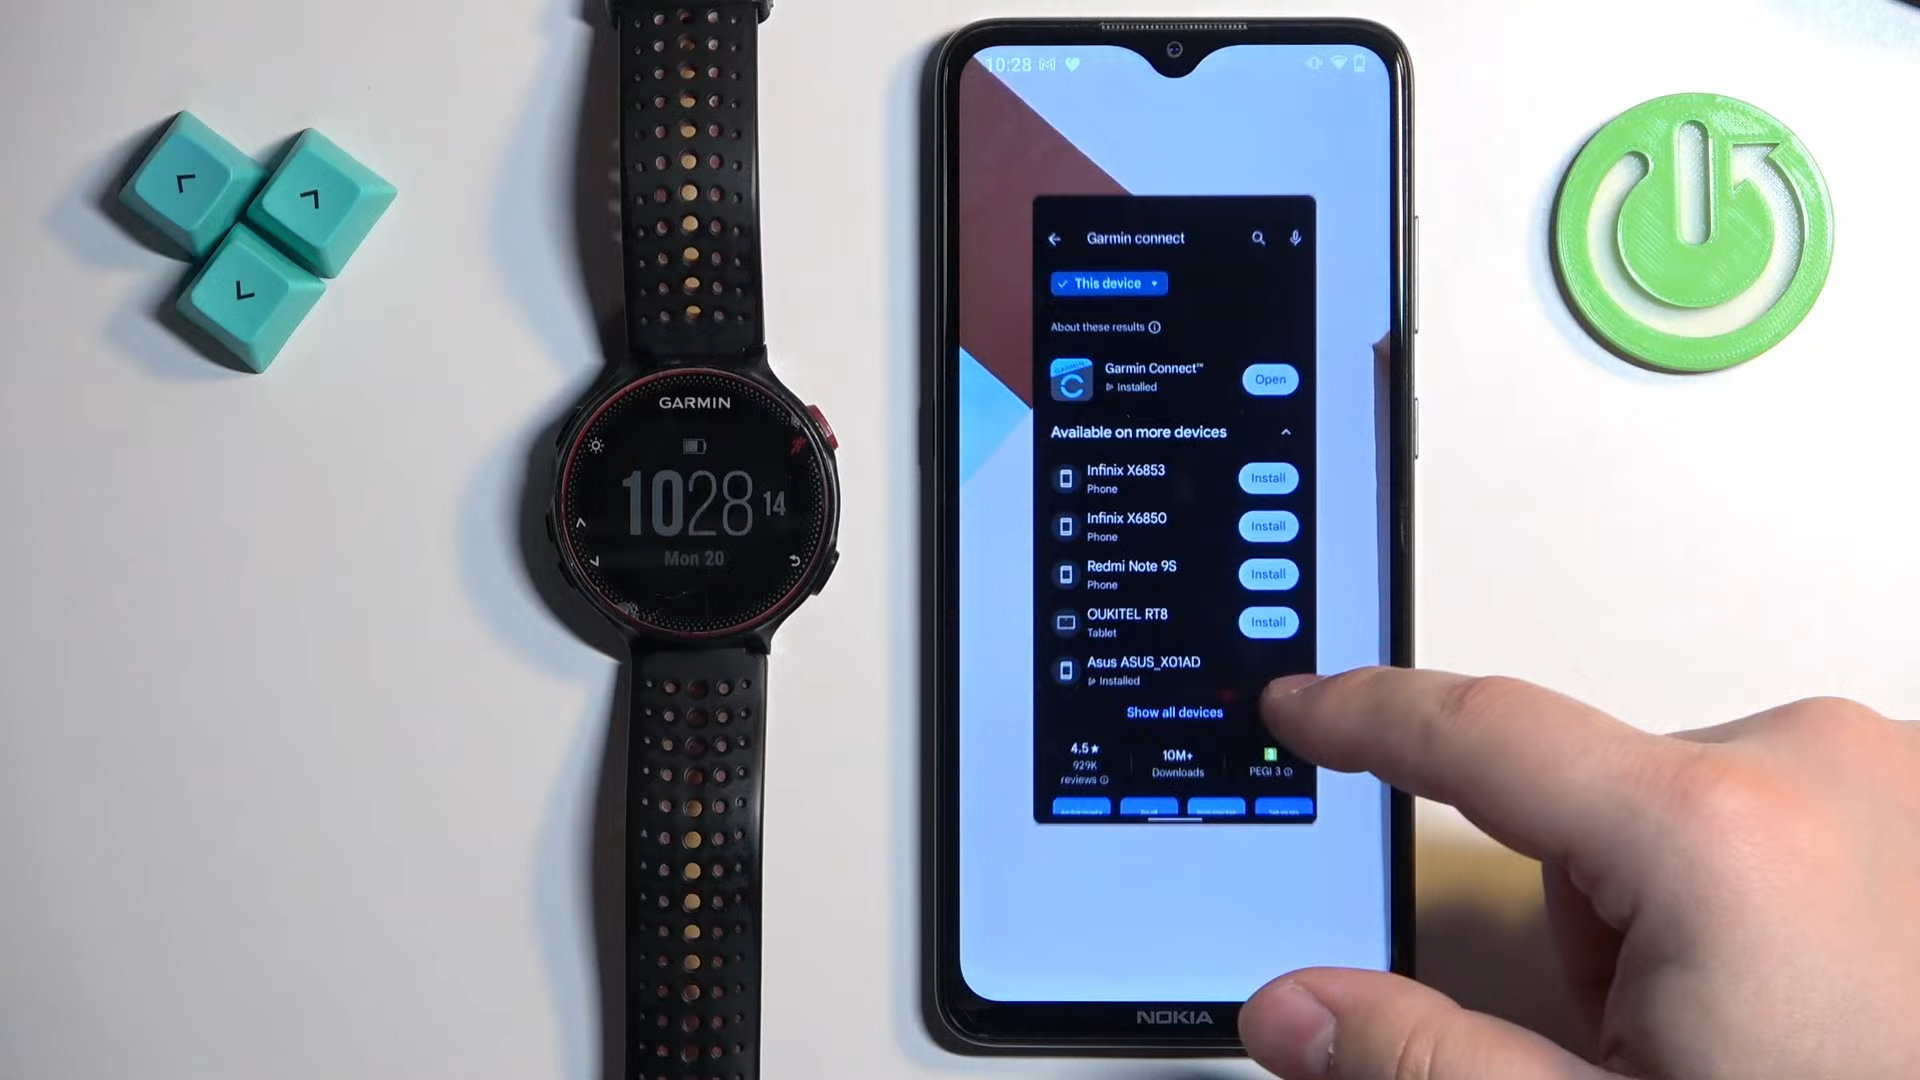 GARMIN
1028 14
Mon 20
10:28
Garmin connect
This device
About these results
Garmin Connect™
Installed
Open
Available on more devices
Infinix X6853
Phone
Install
Infinix X6850
Phone
Install
Redmi Note 9S
Phone
Install
OUKITEL RT8
Tablet
Install
Asus ASUS_X01AD
Installed
Show all devices
4.5★
929K
reviews
10M+
Downloads
3
PEGI 3
NOKIA